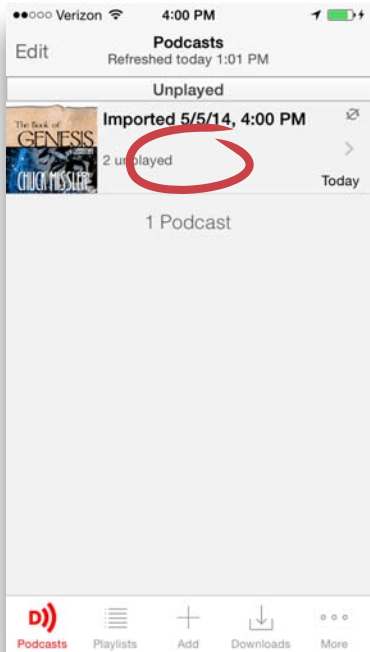 Verizon 4:00 PM
Edit
Podcasts
Refreshed today 1:01 PM
Unplayed
The Book of
GENESIS
CHUCK MISSLER
Imported 5/5/14, 4:00 PM
2 unplayed
Today
1 Podcast
D))
Podcasts Playlists Add Downloads More